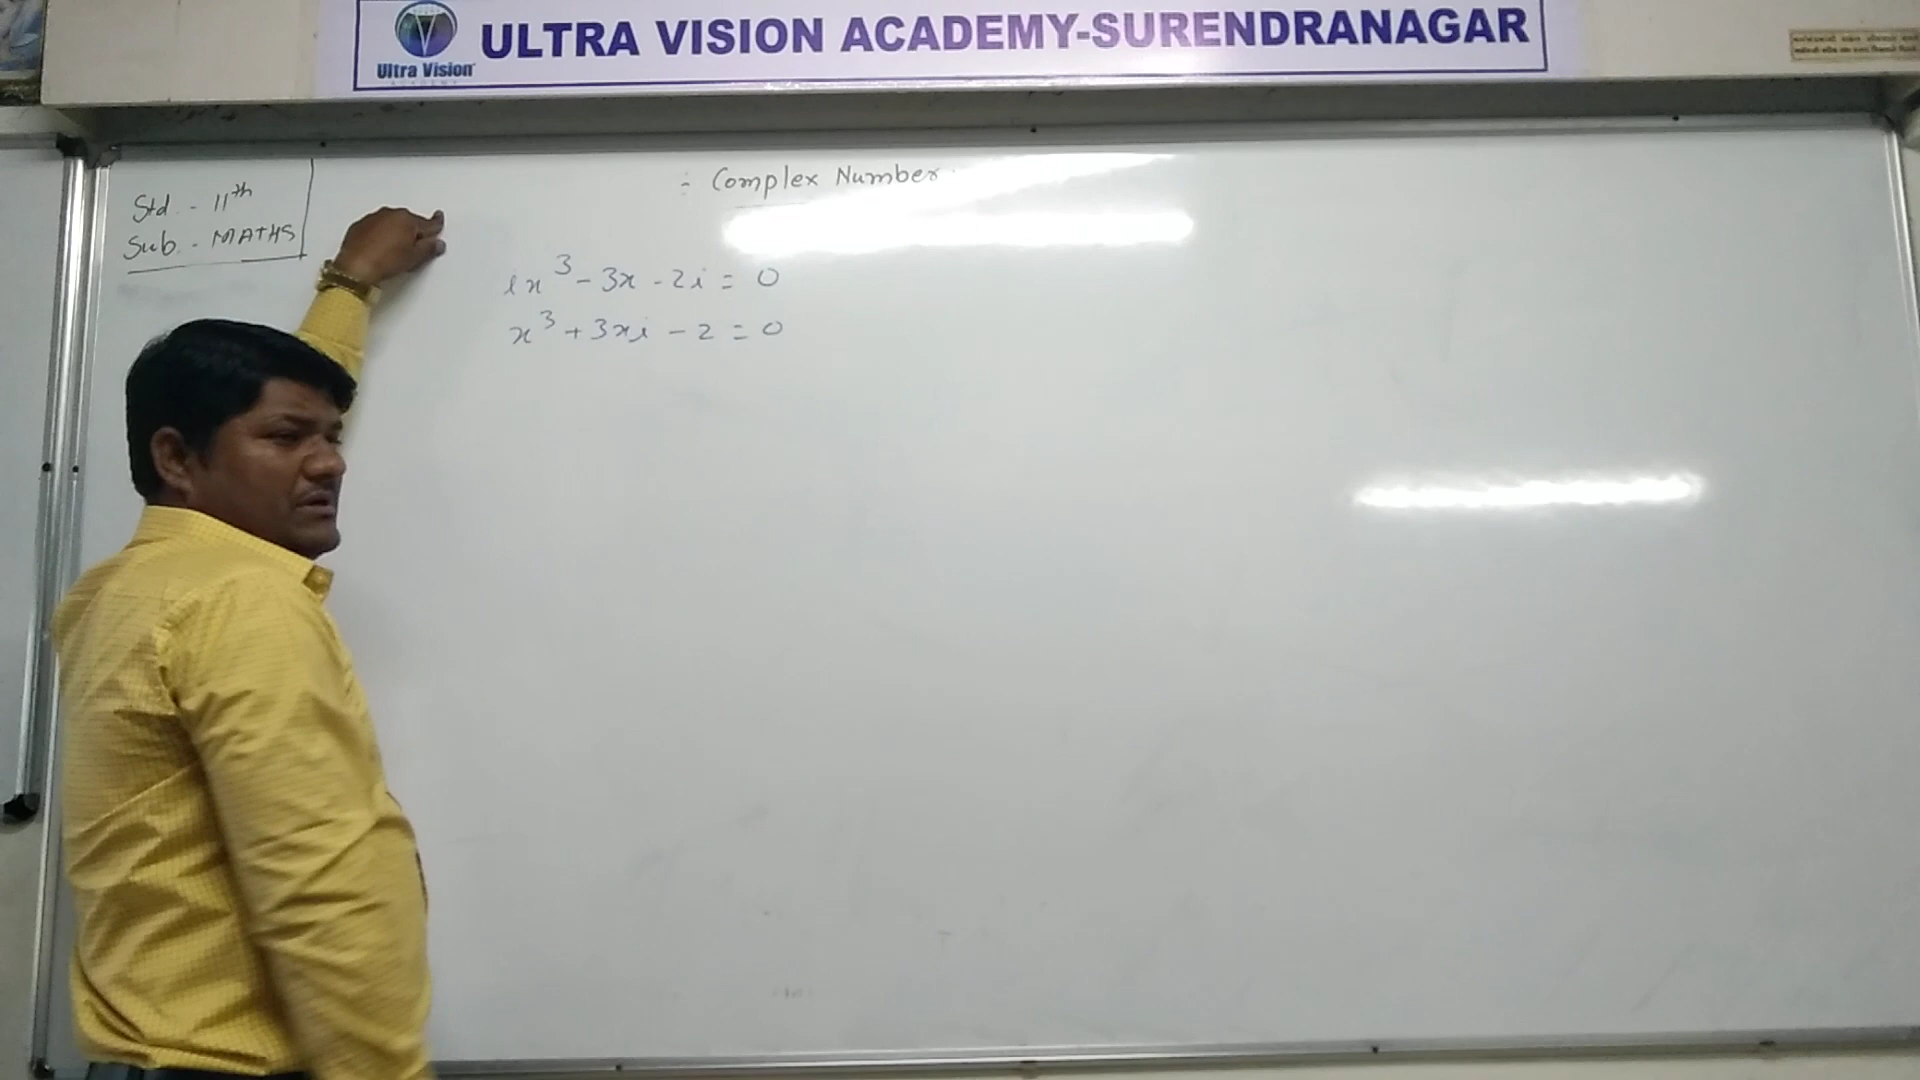 ULTRA VISION ACADEMY-SURENDRANAGAR
Ultra Vision
ACADEMY
Std. - 11th
Sub. - MATHS
:- Complex Number
ix³ - 3x - 2i = 0
x³ + 3xi - 2 = 0